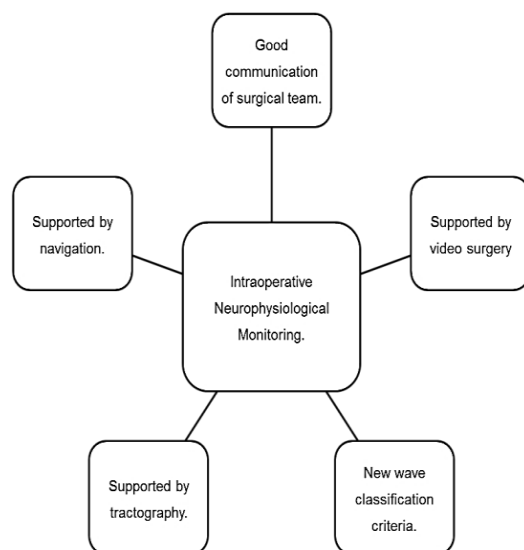 Good
communication
of surgical team.
Supported by
navigation.
Supported by
video surgery
Intraoperative
Neurophysiological
Monitoring.
Supported by
tractography.
New wave
classification
criteria.